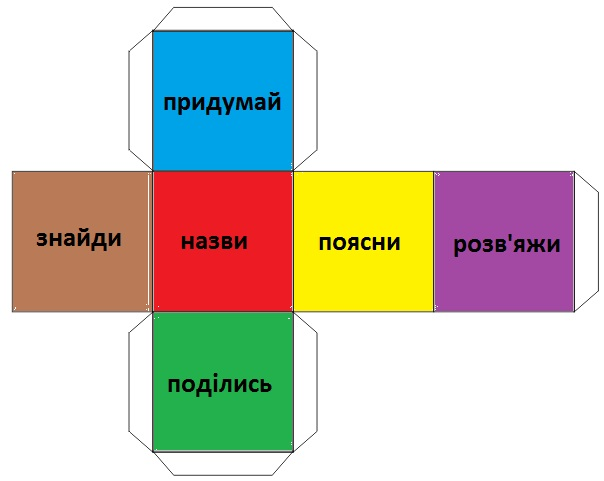 придумай
знайди
назви
поясни
розв'яжи
поділись